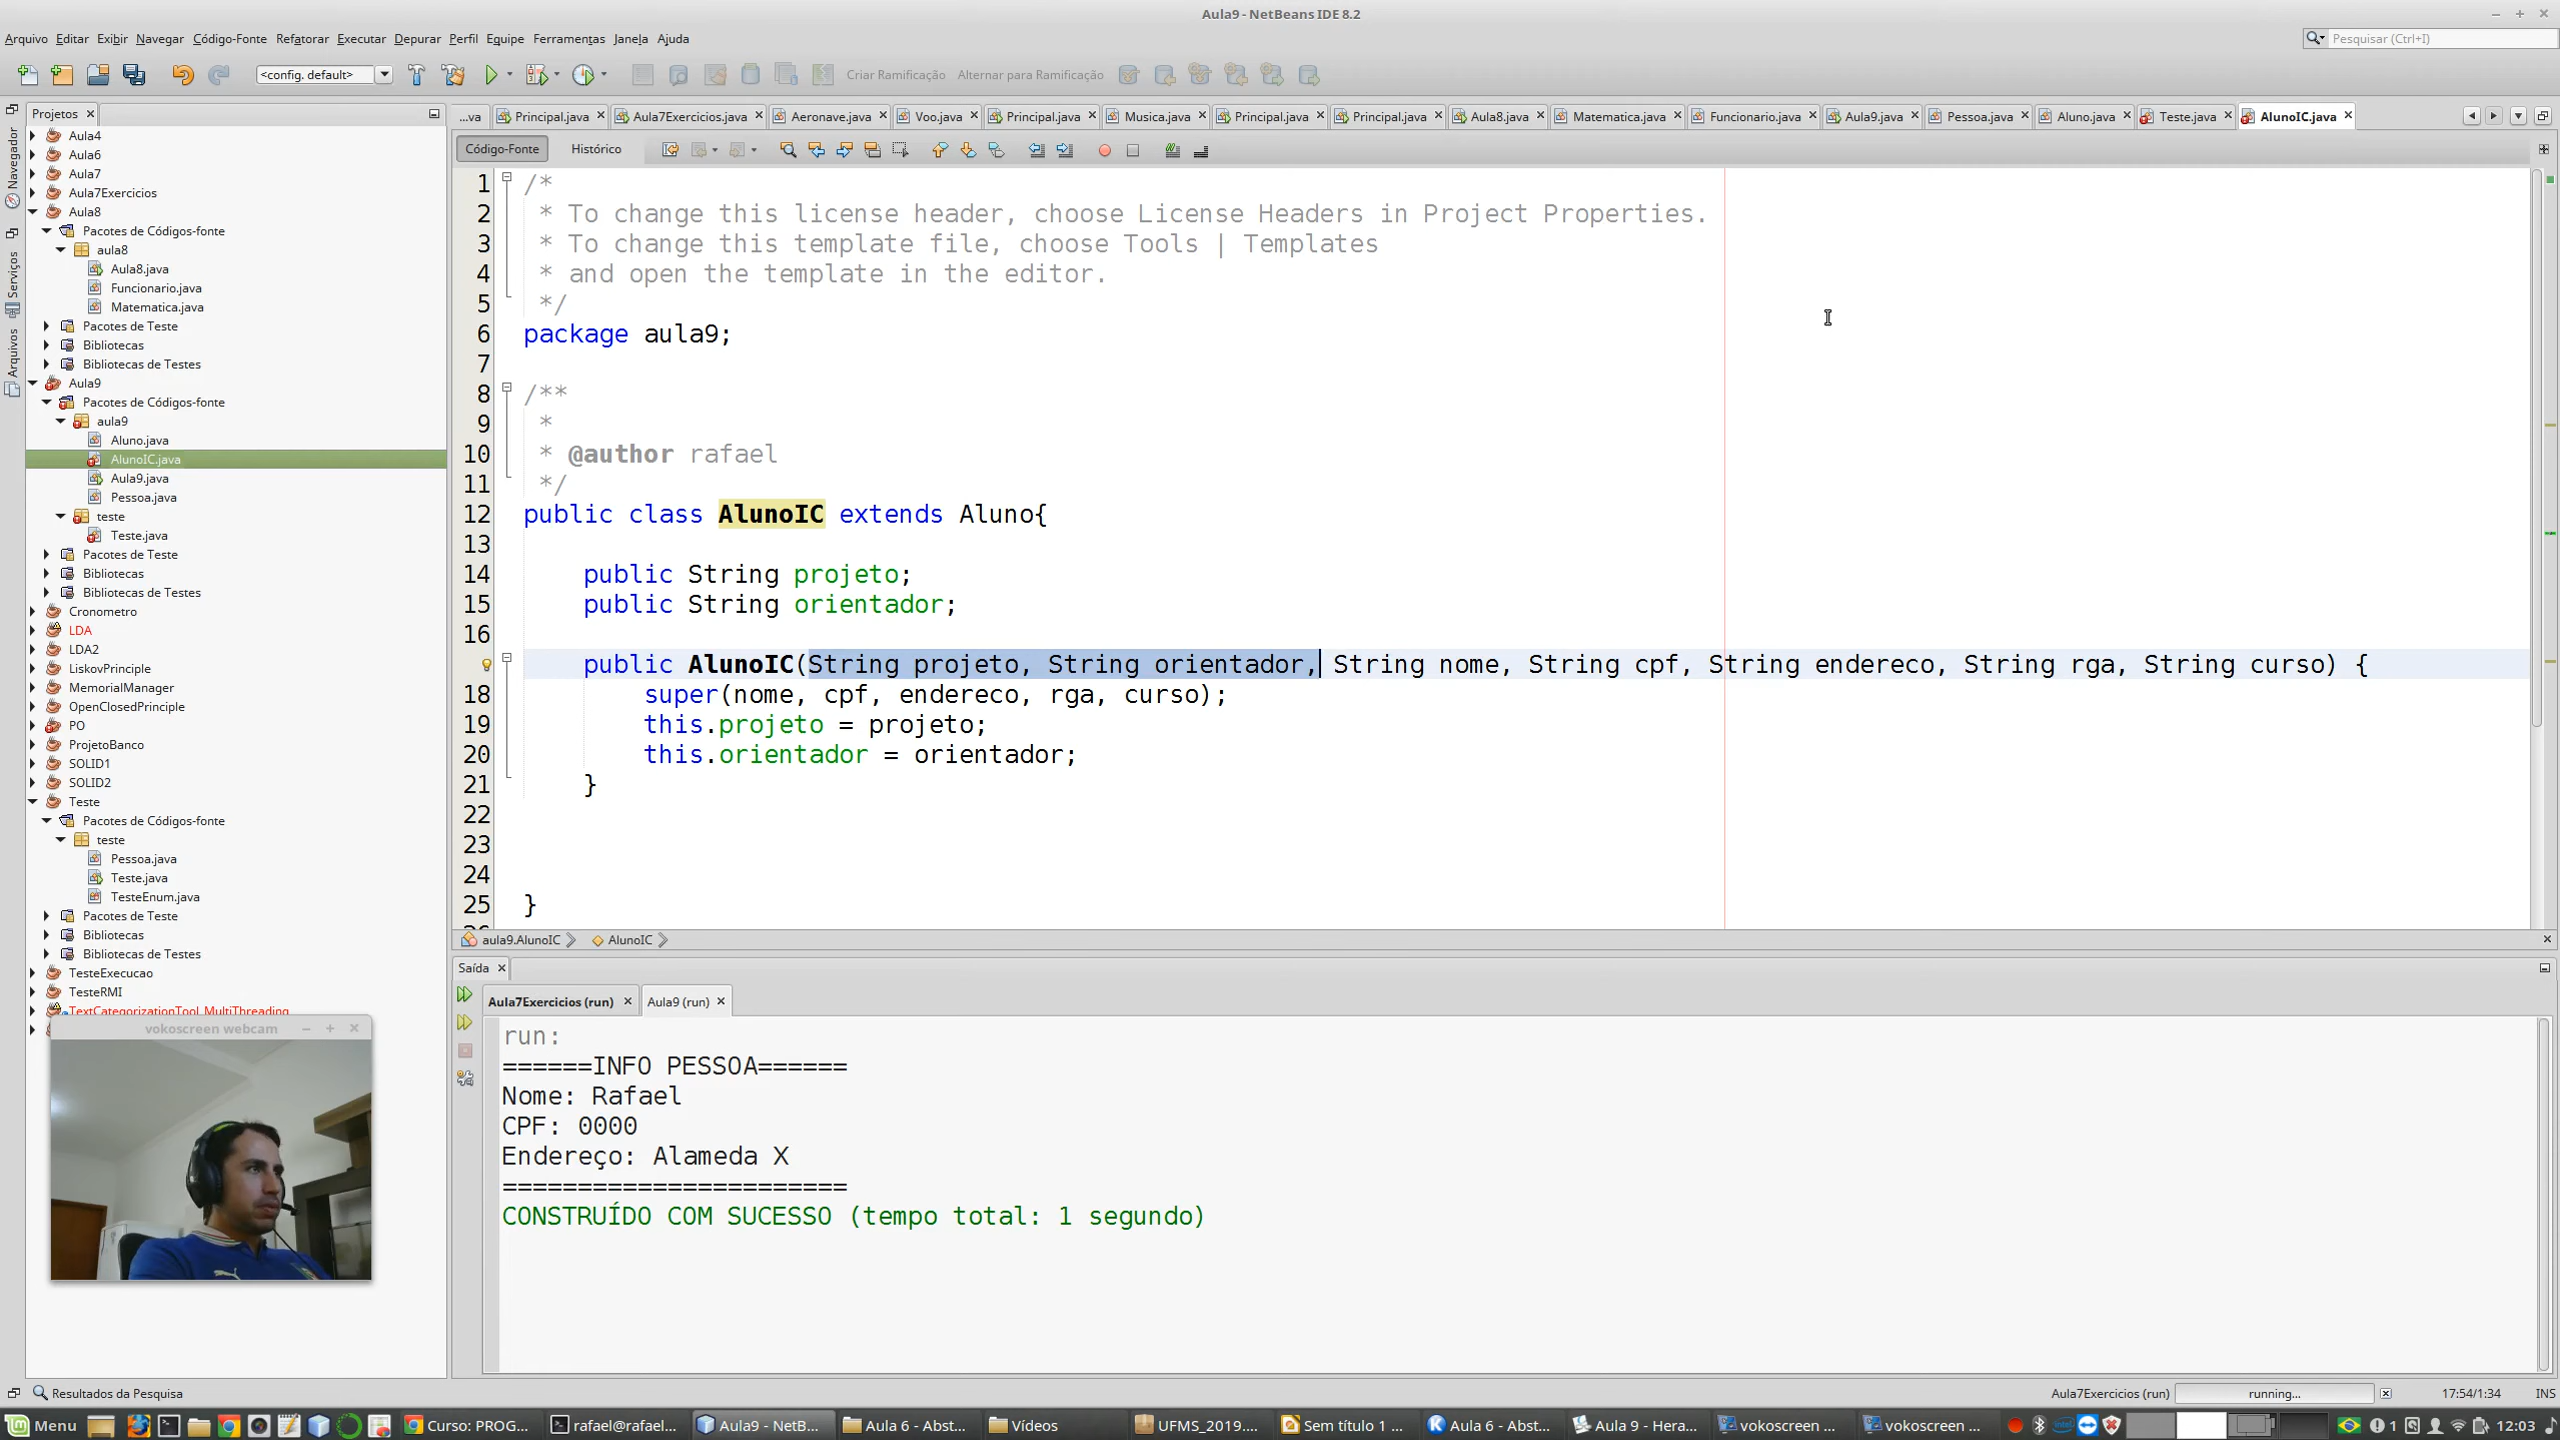 Aula9 - NetBeans IDE 8.2
Arquivo Editar Exibir Navegar Código-Fonte Refatorar Executar Depurar Perfil Equipe Ferramentas Janela Ajuda
Pesquisar (Ctrl+I)
<config. default>
Criar Ramificação Alternar para Ramificação
Projetos
...va Principal.java Aula7Exercicios.java Aeronave.java Voo.java Principal.java Musica.java Principal.java Principal.java Aula8.java Matematica.java Funcionario.java Aula9.java Pessoa.java Aluno.java Teste.java AlunoIC.java
Código-Fonte Histórico
Navegador
Serviços
Arquivos
Aula4
Aula6
Aula7
Aula7Exercicios
Aula8
Pacotes de Códigos-fonte
aula8
Aula8.java
Funcionario.java
Matematica.java
Pacotes de Teste
Bibliotecas
Bibliotecas de Testes
Aula9
Pacotes de Códigos-fonte
aula9
Aluno.java
AlunoIC.java
Aula9.java
Pessoa.java
teste
Teste.java
Pacotes de Teste
Bibliotecas
Bibliotecas de Testes
Cronometro
LDA
LDA2
LiskovPrinciple
MemorialManager
OpenClosedPrinciple
PO
ProjetoBanco
SOLID1
SOLID2
Teste
Pacotes de Códigos-fonte
teste
Pessoa.java
Teste.java
TesteEnum.java
Pacotes de Teste
Bibliotecas
Bibliotecas de Testes
TesteExecucao
TesteRMI
TextCategorizationTool_MultiThreading
vokoscreen webcam
1 /*
2 * To change this license header, choose License Headers in Project Properties.
3 * To change this template file, choose Tools | Templates
4 * and open the template in the editor.
5 */
6 package aula9;
7
8 /**
9 *
10 * @author rafael
11 */
12 public class AlunoIC extends Aluno{
13
14 public String projeto;
15 public String orientador;
16
public AlunoIC(String projeto, String orientador, String nome, String cpf, String endereco, String rga, String curso) {
18 super(nome, cpf, endereco, rga, curso);
19 this.projeto = projeto;
20 this.orientador = orientador;
21 }
22
23
24
25 }
aula9.AlunoIC AlunoIC
Saída
Aula7Exercicios (run) Aula9 (run)
run:
======INFO PESSOA======
Nome: Rafael
CPF: 0000
Endereço: Alameda X
=======================
CONSTRUÍDO COM SUCESSO (tempo total: 1 segundo)
Resultados da Pesquisa
Aula7Exercicios (run) running... 17:54/1:34 INS
Menu Curso: PROG... rafael@rafael... Aula9 - NetB... Aula 6 - Abst... Vídeos UFMS_2019.... Sem título 1 ... Aula 6 - Abst... Aula 9 - Hera... vokoscreen ... vokoscreen ... 1 12:03